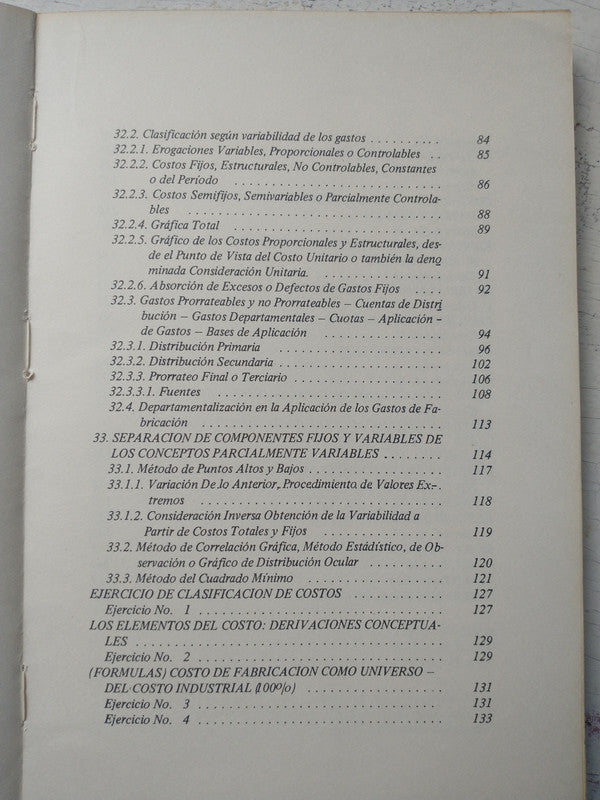 32.2. Clasificación según variabilidad de los gastos . . . . . . . . . . 84
32.2.1. Erogaciones Variables, Proporcionales o Controlables . . 85
32.2.2. Costos Fijos, Estructurales, No Controlables, Constantes
o del Período . . . . . . . . . . . . . . . . . . . . . . . . . . 86
32.2.3. Costos Semifijos, Semivariables o Parcialmente Controla-
bles . . . . . . . . . . . . . . . . . . . . . . . . . . . . . . . 88
32.2.4. Gráfica Total . . . . . . . . . . . . . . . . . . . . . . . . . . . 89
32.2.5. Gráfico de los Costos Proporcionales y Estructurales, des-
de el Punto de Vista del Costo Unitario o también la deno
minada Consideración Unitaria. . . . . . . . . . . . . . . . 91
32.2.6. Absorción de Excesos o Defectos de Gastos Fijos . . . . 92
32.3. Gastos Prorrateables y no Prorrateables – Cuentas de Distri
bución – Gastos Departamentales – Cuotas – Aplicación -
de Gastos – Bases de Aplicación . . . . . . . . . . . . . . 94
32.3.1. Distribución Primaria . . . . . . . . . . . . . . . . . . . . . 96
32.3.2. Distribución Secundaria . . . . . . . . . . . . . . . . . . . . 102
32.3.3. Prorrateo Final o Terciario . . . . . . . . . . . . . . . . . . 106
32.3.3.1. Fuentes . . . . . . . . . . . . . . . . . . . . . . . . . . . . . 108
32.4. Departamentalización en la Aplicación de los Gastos de Fa-
bricación . . . . . . . . . . . . . . . . . . . . . . . . . . . . . 113
33. SEPARACION DE COMPONENTES FIJOS Y VARIABLES DE
LOS CONCEPTOS PARCIALMENTE VARIABLES . . . . . . . . 114
33.1. Método de Puntos Altos y Bajos . . . . . . . . . . . . . . . . . 117
33.1.1. Variación De lo Anterior, Procedimiento de Valores Ex-
tremos . . . . . . . . . . . . . . . . . . . . . . . . . . . . . . 118
33.1.2. Consideración Inversa Obtención de la Variabilidad a
Partir de Costos Totales y Fijos . . . . . . . . . . . . . . . 119
33.2. Método de Correlación Gráfica, Método Estádístico, de Ob-
servación o Gráfico de Distribución Ocular . . . . . . . . . . 120
33.3. Método del Cuadrado Mínimo . . . . . . . . . . . . . . . . . . 121
EJERCICIO DE CLASIFICACION DE COSTOS . . . . . . . . . . . . 127
Ejercicio No. 1 . . . . . . . . . . . . . . . . . . . . . . . . . . . . . . . 127
LOS ELEMENTOS DEL COSTO: DERIVACIONES CONCEPTUA-
LES . . . . . . . . . . . . . . . . . . . . . . . . . . . . . . . . . . . . . 129
Ejercicio No. 2 . . . . . . . . . . . . . . . . . . . . . . . . . . . . . . . 129
(FORMULAS) COSTO DE FABRICACION COMO UNIVERSO –
DEL COSTO INDUSTRIAL (100%) . . . . . . . . . . . . . . . . . . 131
Ejercicio No. 3 . . . . . . . . . . . . . . . . . . . . . . . . . . . . . . . 131
Ejercicio No. 4 . . . . . . . . . . . . . . . . . . . . . . . . . . . . . . . 133